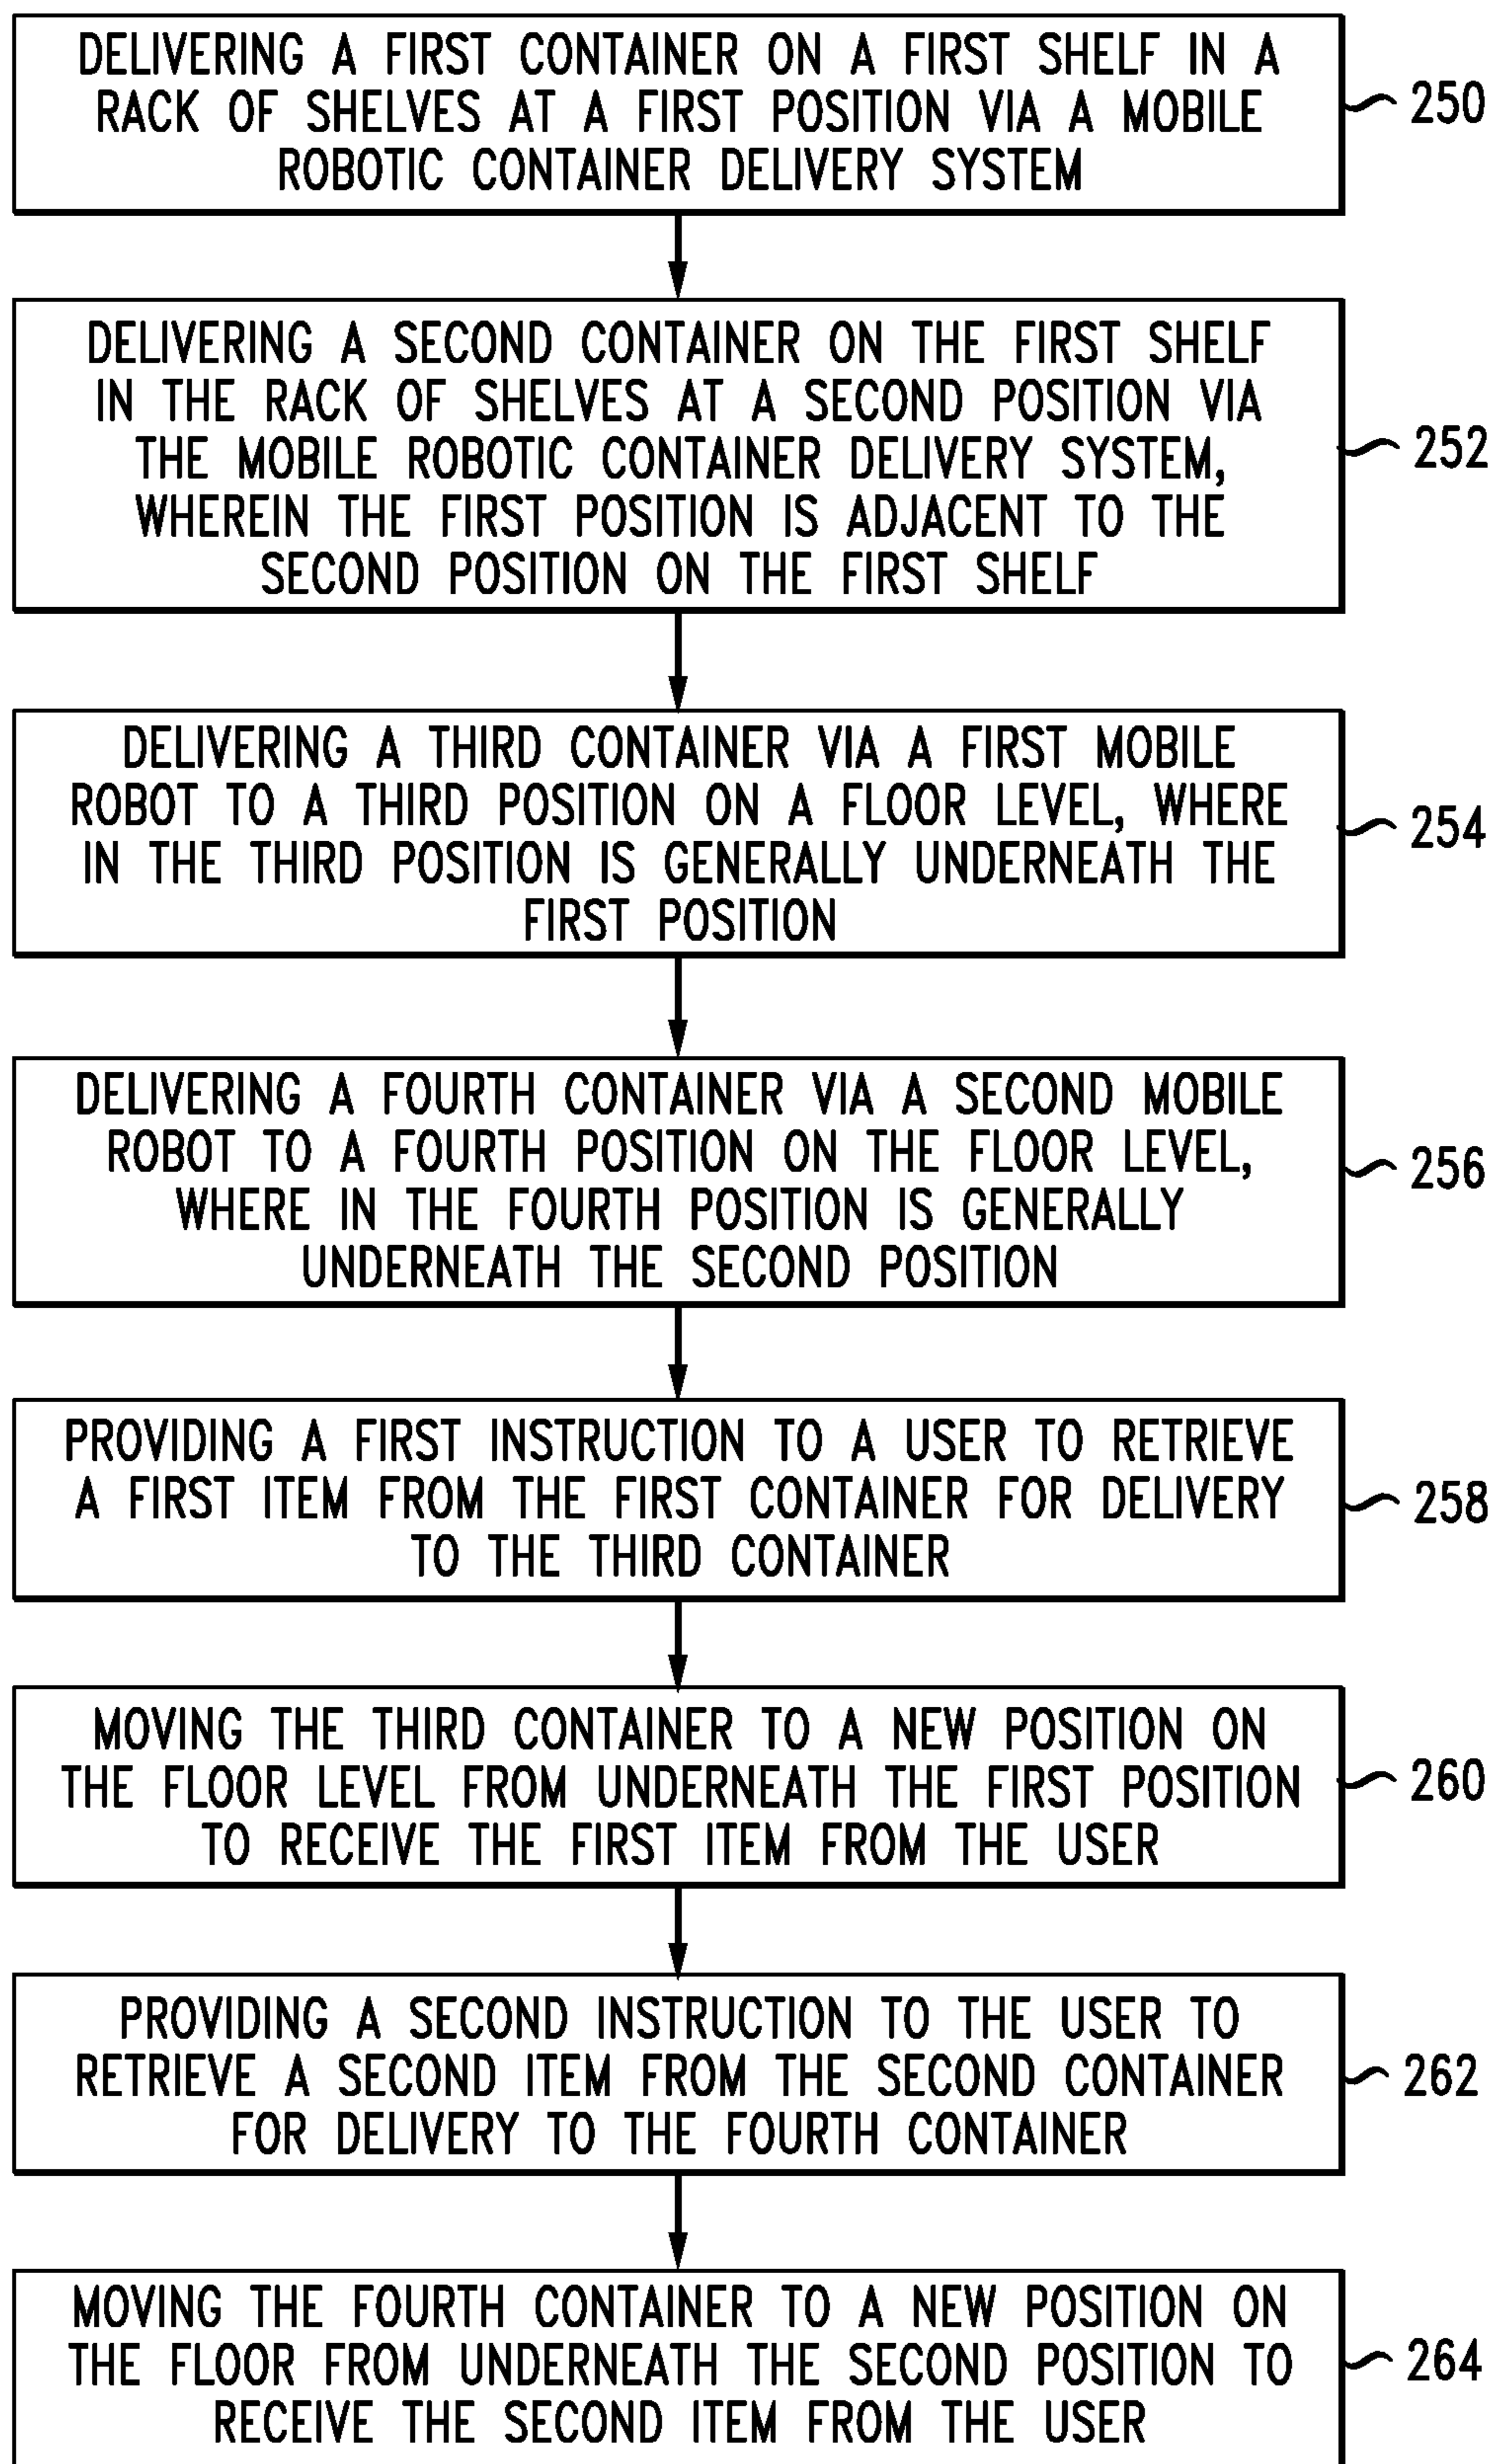 DELIVERING A FIRST CONTAINER ON A FIRST SHELF IN A
RACK OF SHELVES AT A FIRST POSITION VIA A MOBILE
ROBOTIC CONTAINER DELIVERY SYSTEM
250
DELIVERING A SECOND CONTAINER ON THE FIRST SHELF
IN THE RACK OF SHELVES AT A SECOND POSITION VIA
THE MOBILE ROBOTIC CONTAINER DELIVERY SYSTEM,
WHEREIN THE FIRST POSITION IS ADJACENT TO THE
SECOND POSITION ON THE FIRST SHELF
252
DELIVERING A THIRD CONTAINER VIA A FIRST MOBILE
ROBOT TO A THIRD POSITION ON A FLOOR LEVEL, WHERE
IN THE THIRD POSITION IS GENERALLY UNDERNEATH THE
FIRST POSITION
254
DELIVERING A FOURTH CONTAINER VIA A SECOND MOBILE
ROBOT TO A FOURTH POSITION ON THE FLOOR LEVEL,
WHERE IN THE FOURTH POSITION IS GENERALLY
UNDERNEATH THE SECOND POSITION
256
PROVIDING A FIRST INSTRUCTION TO A USER TO RETRIEVE
A FIRST ITEM FROM THE FIRST CONTAINER FOR DELIVERY
TO THE THIRD CONTAINER
258
MOVING THE THIRD CONTAINER TO A NEW POSITION ON
THE FLOOR LEVEL FROM UNDERNEATH THE FIRST POSITION
TO RECEIVE THE FIRST ITEM FROM THE USER
260
PROVIDING A SECOND INSTRUCTION TO THE USER TO
RETRIEVE A SECOND ITEM FROM THE SECOND CONTAINER
FOR DELIVERY TO THE FOURTH CONTAINER
262
MOVING THE FOURTH CONTAINER TO A NEW POSITION ON
THE FLOOR FROM UNDERNEATH THE SECOND POSITION TO
RECEIVE THE SECOND ITEM FROM THE USER
264